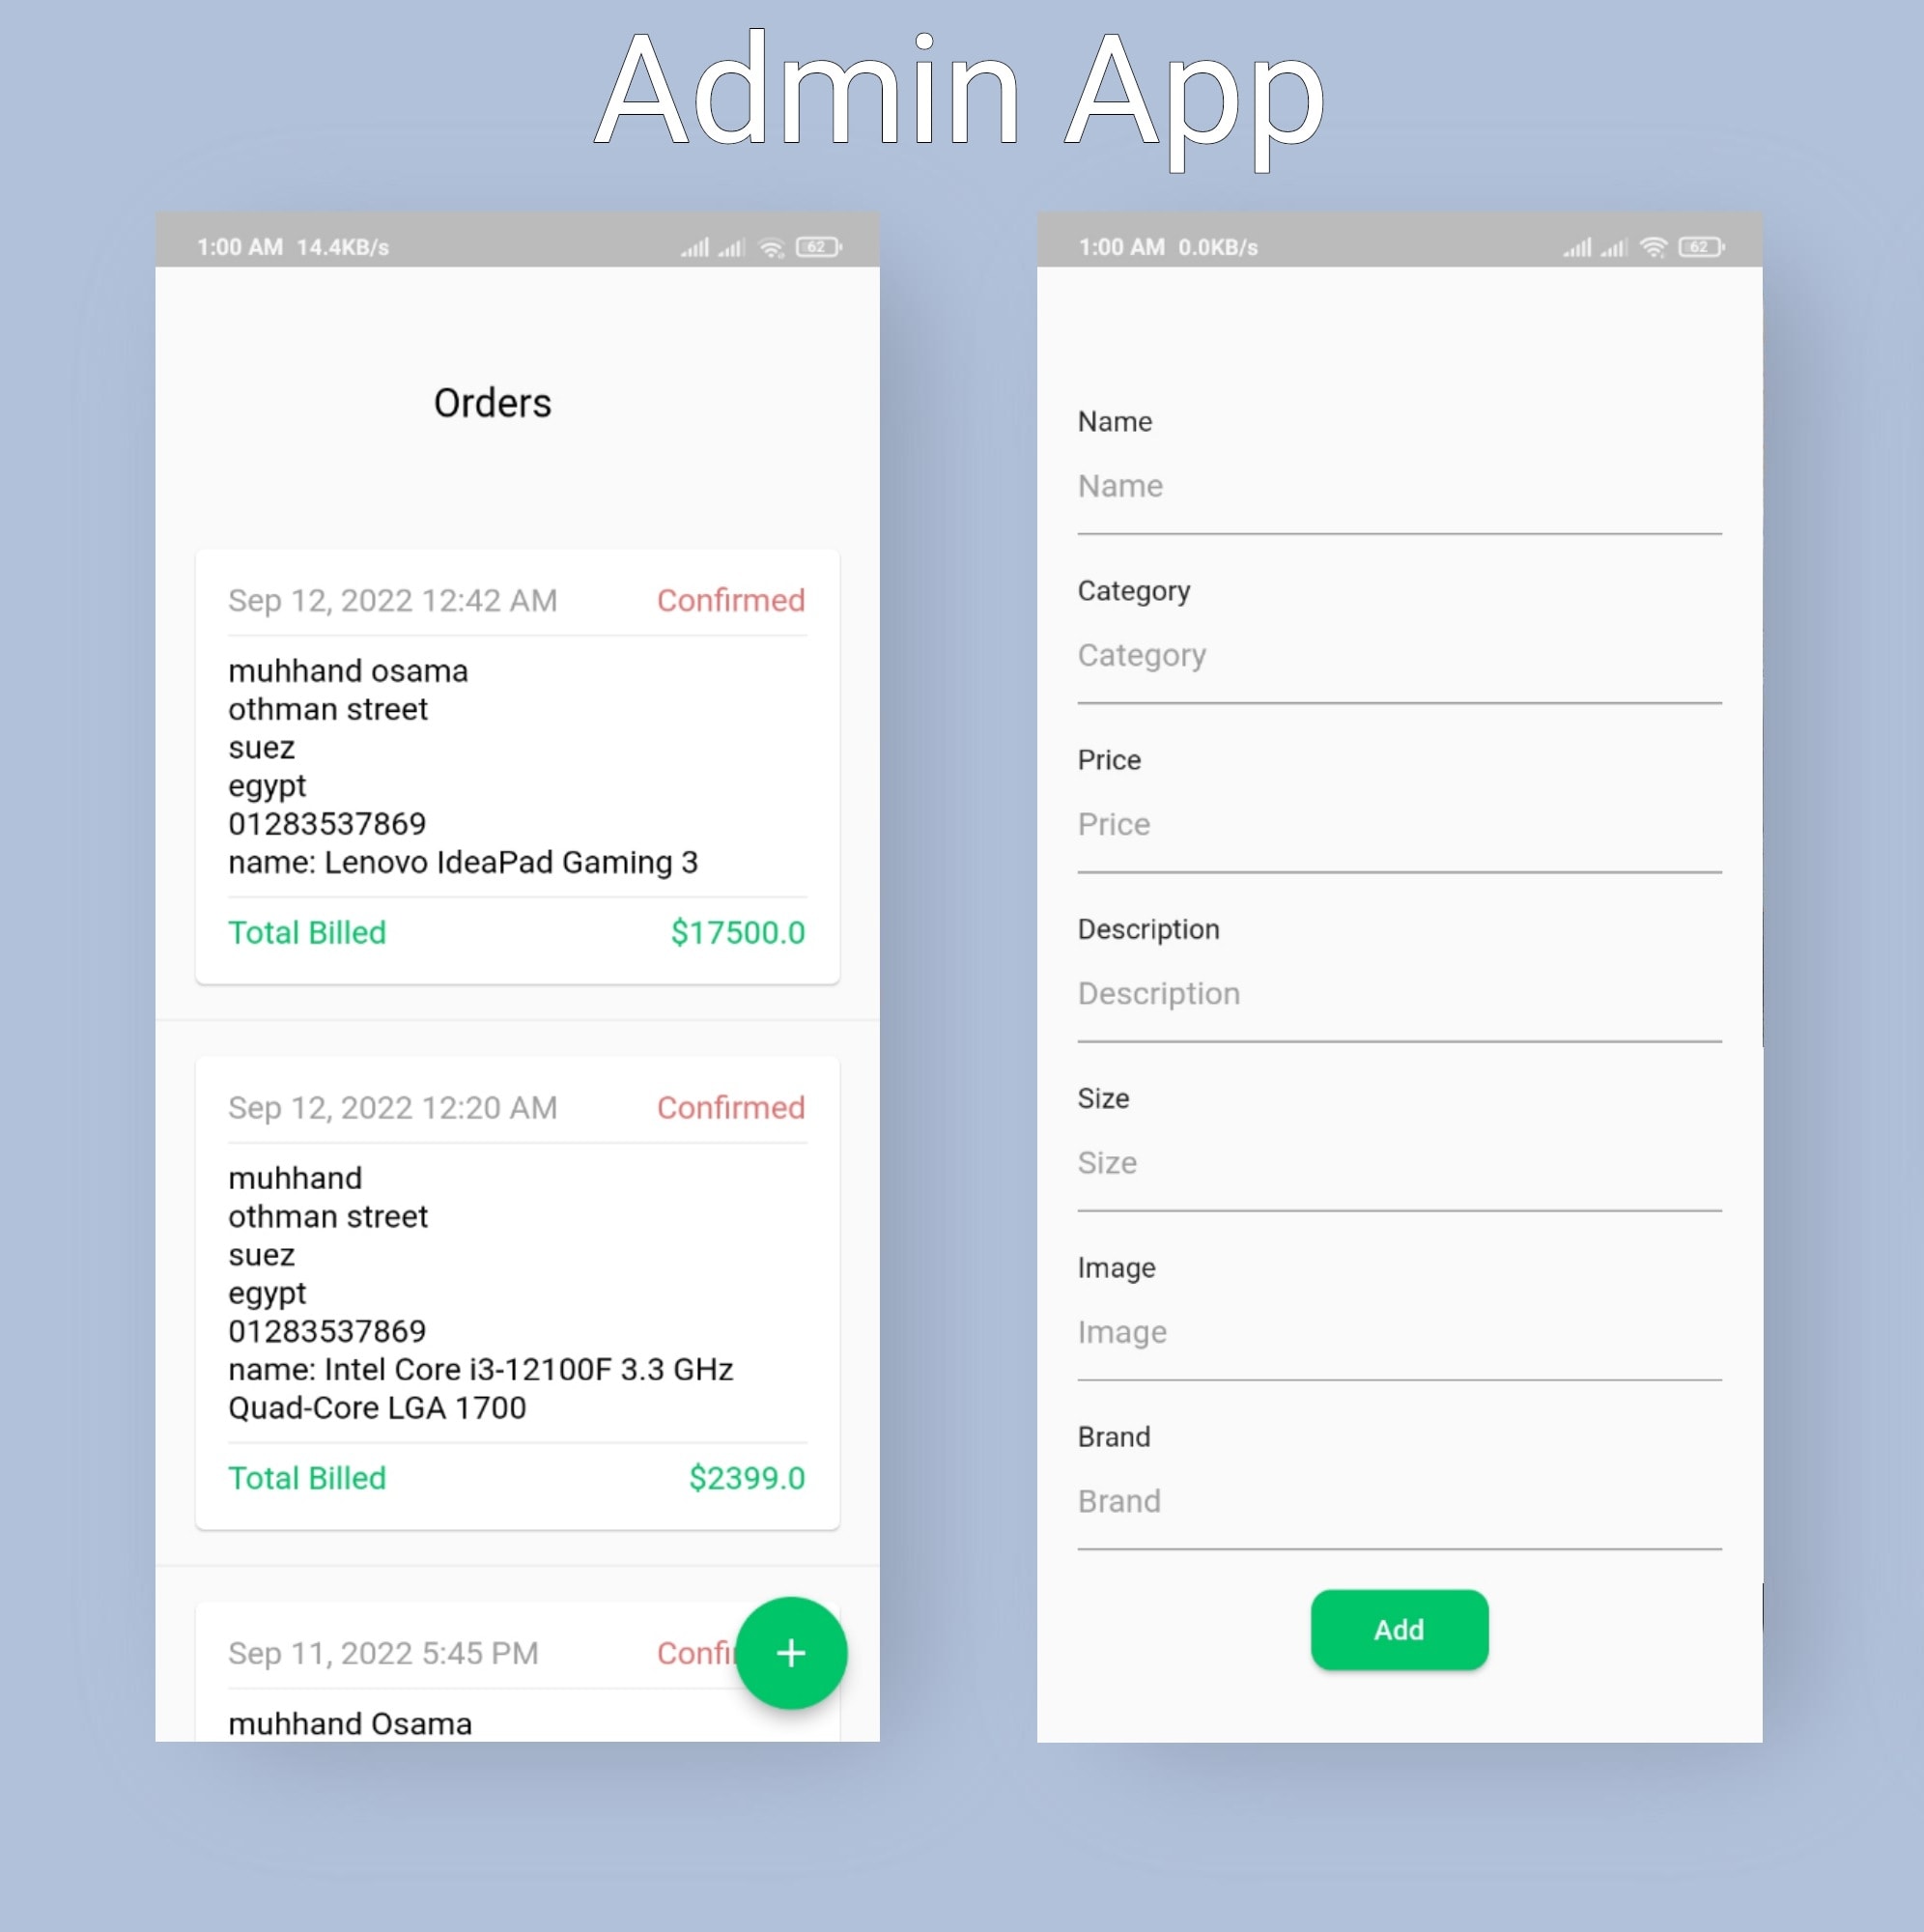 Admin App
1:00 AM 14.4KB/s
62
Orders
Sep 12, 2022 12:42 AM Confirmed
muhhand osama
othman street
suez
egypt
01283537869
name: Lenovo IdeaPad Gaming 3
Total Billed $17500.0
Sep 12, 2022 12:20 AM Confirmed
muhhand
othman street
suez
egypt
01283537869
name: Intel Core i3-12100F 3.3 GHz
Quad-Core LGA 1700
Total Billed $2399.0
Sep 11, 2022 5:45 PM
+
muhhand Osama
1:00 AM 0.0KB/s
62
Name
Name
Category
Category
Price
Price
Description
Description
Size
Size
Image
Image
Brand
Brand
Add